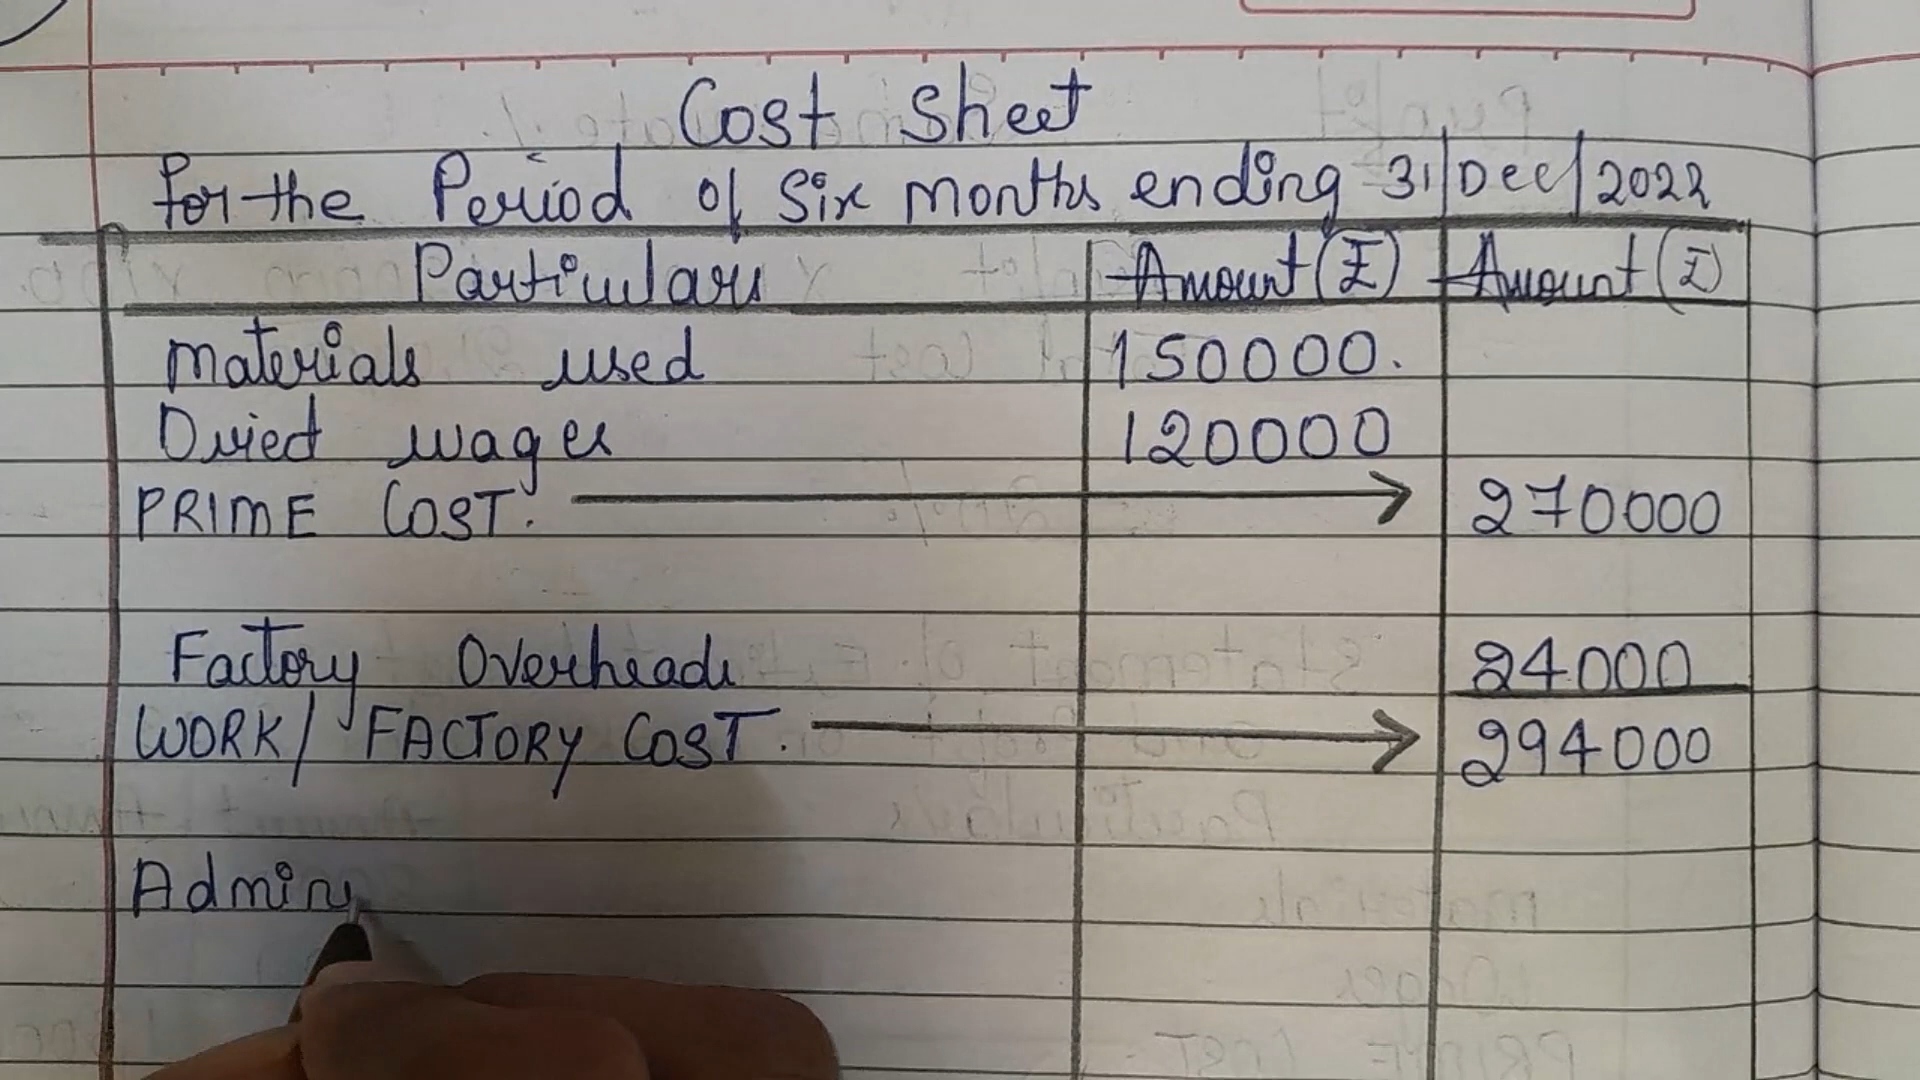 Cost Sheet
for the Period of Six months ending 31/Dec/2022
Particulars Amount (₹) Amount (₹)
Materials used 150000.
Direct wages 120000
PRIME COST. → 270000
Factory Overheads 24000
WORK/ FACTORY COST. → 294000
Admin